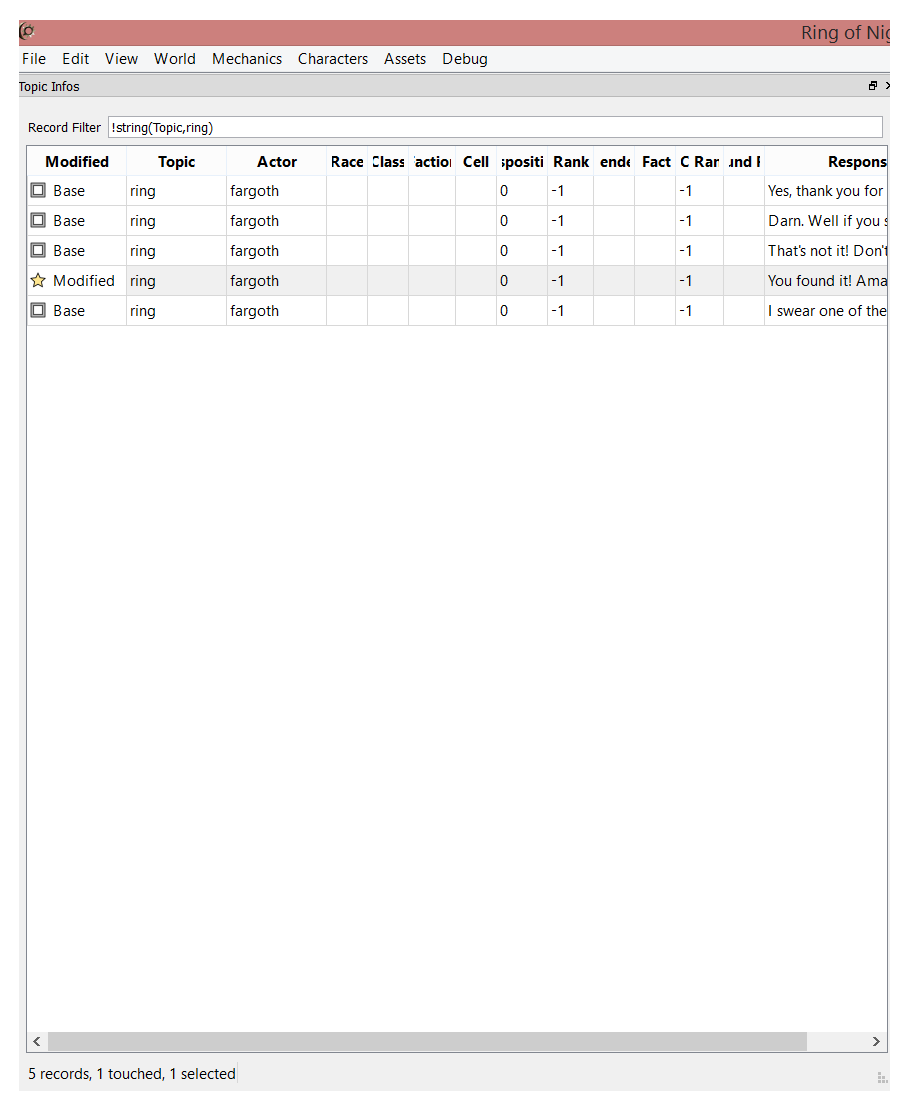 Ring of Nig
File Edit View World Mechanics Characters Assets Debug
Topic Infos
Record Filter !string(Topic,ring)
Modified Topic Actor Race Class action Cell spositi Rank ende Fact C Ran und F Respons
Base ring fargoth 0 -1 -1 Yes, thank you for
Base ring fargoth 0 -1 -1 Darn. Well if you s
Base ring fargoth 0 -1 -1 That's not it! Don't
Modified ring fargoth 0 -1 -1 You found it! Ama
Base ring fargoth 0 -1 -1 I swear one of the
5 records, 1 touched, 1 selected